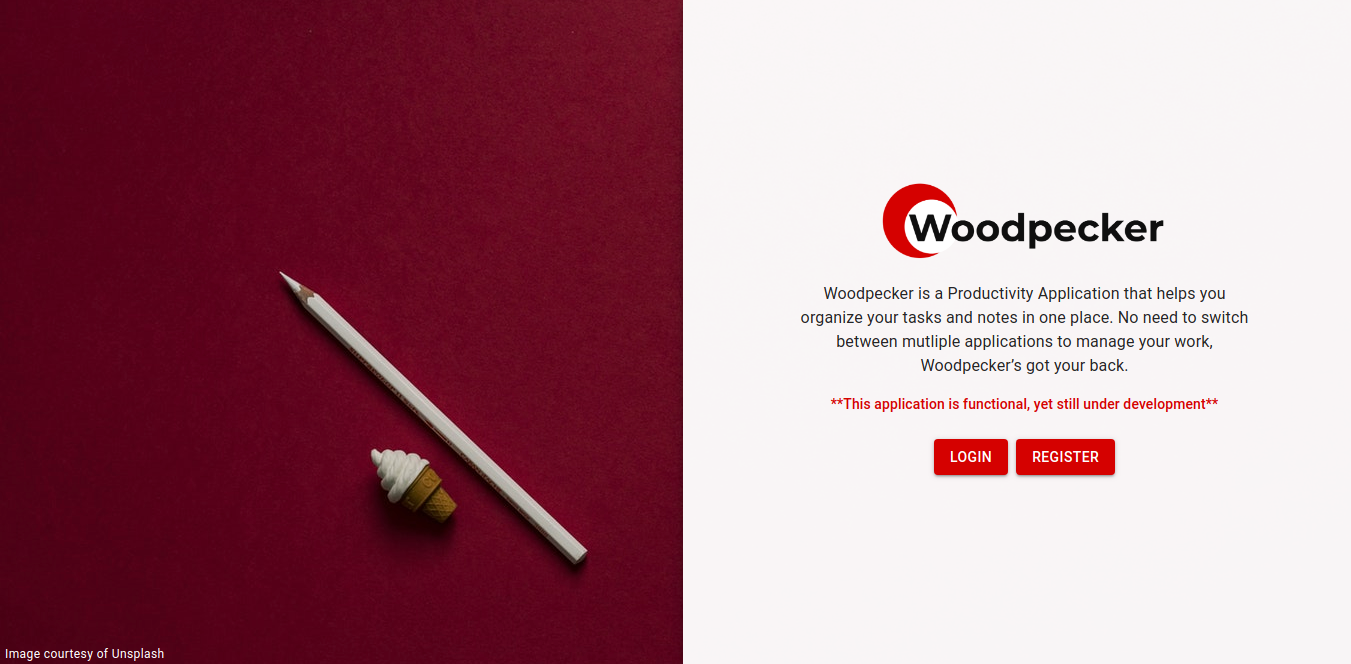 Woodpecker
Woodpecker is a Productivity Application that helps you
organize your tasks and notes in one place. No need to switch
between mutliple applications to manage your work,
Woodpecker’s got your back.
**This application is functional, yet still under development**
LOGIN REGISTER
Image courtesy of Unsplash